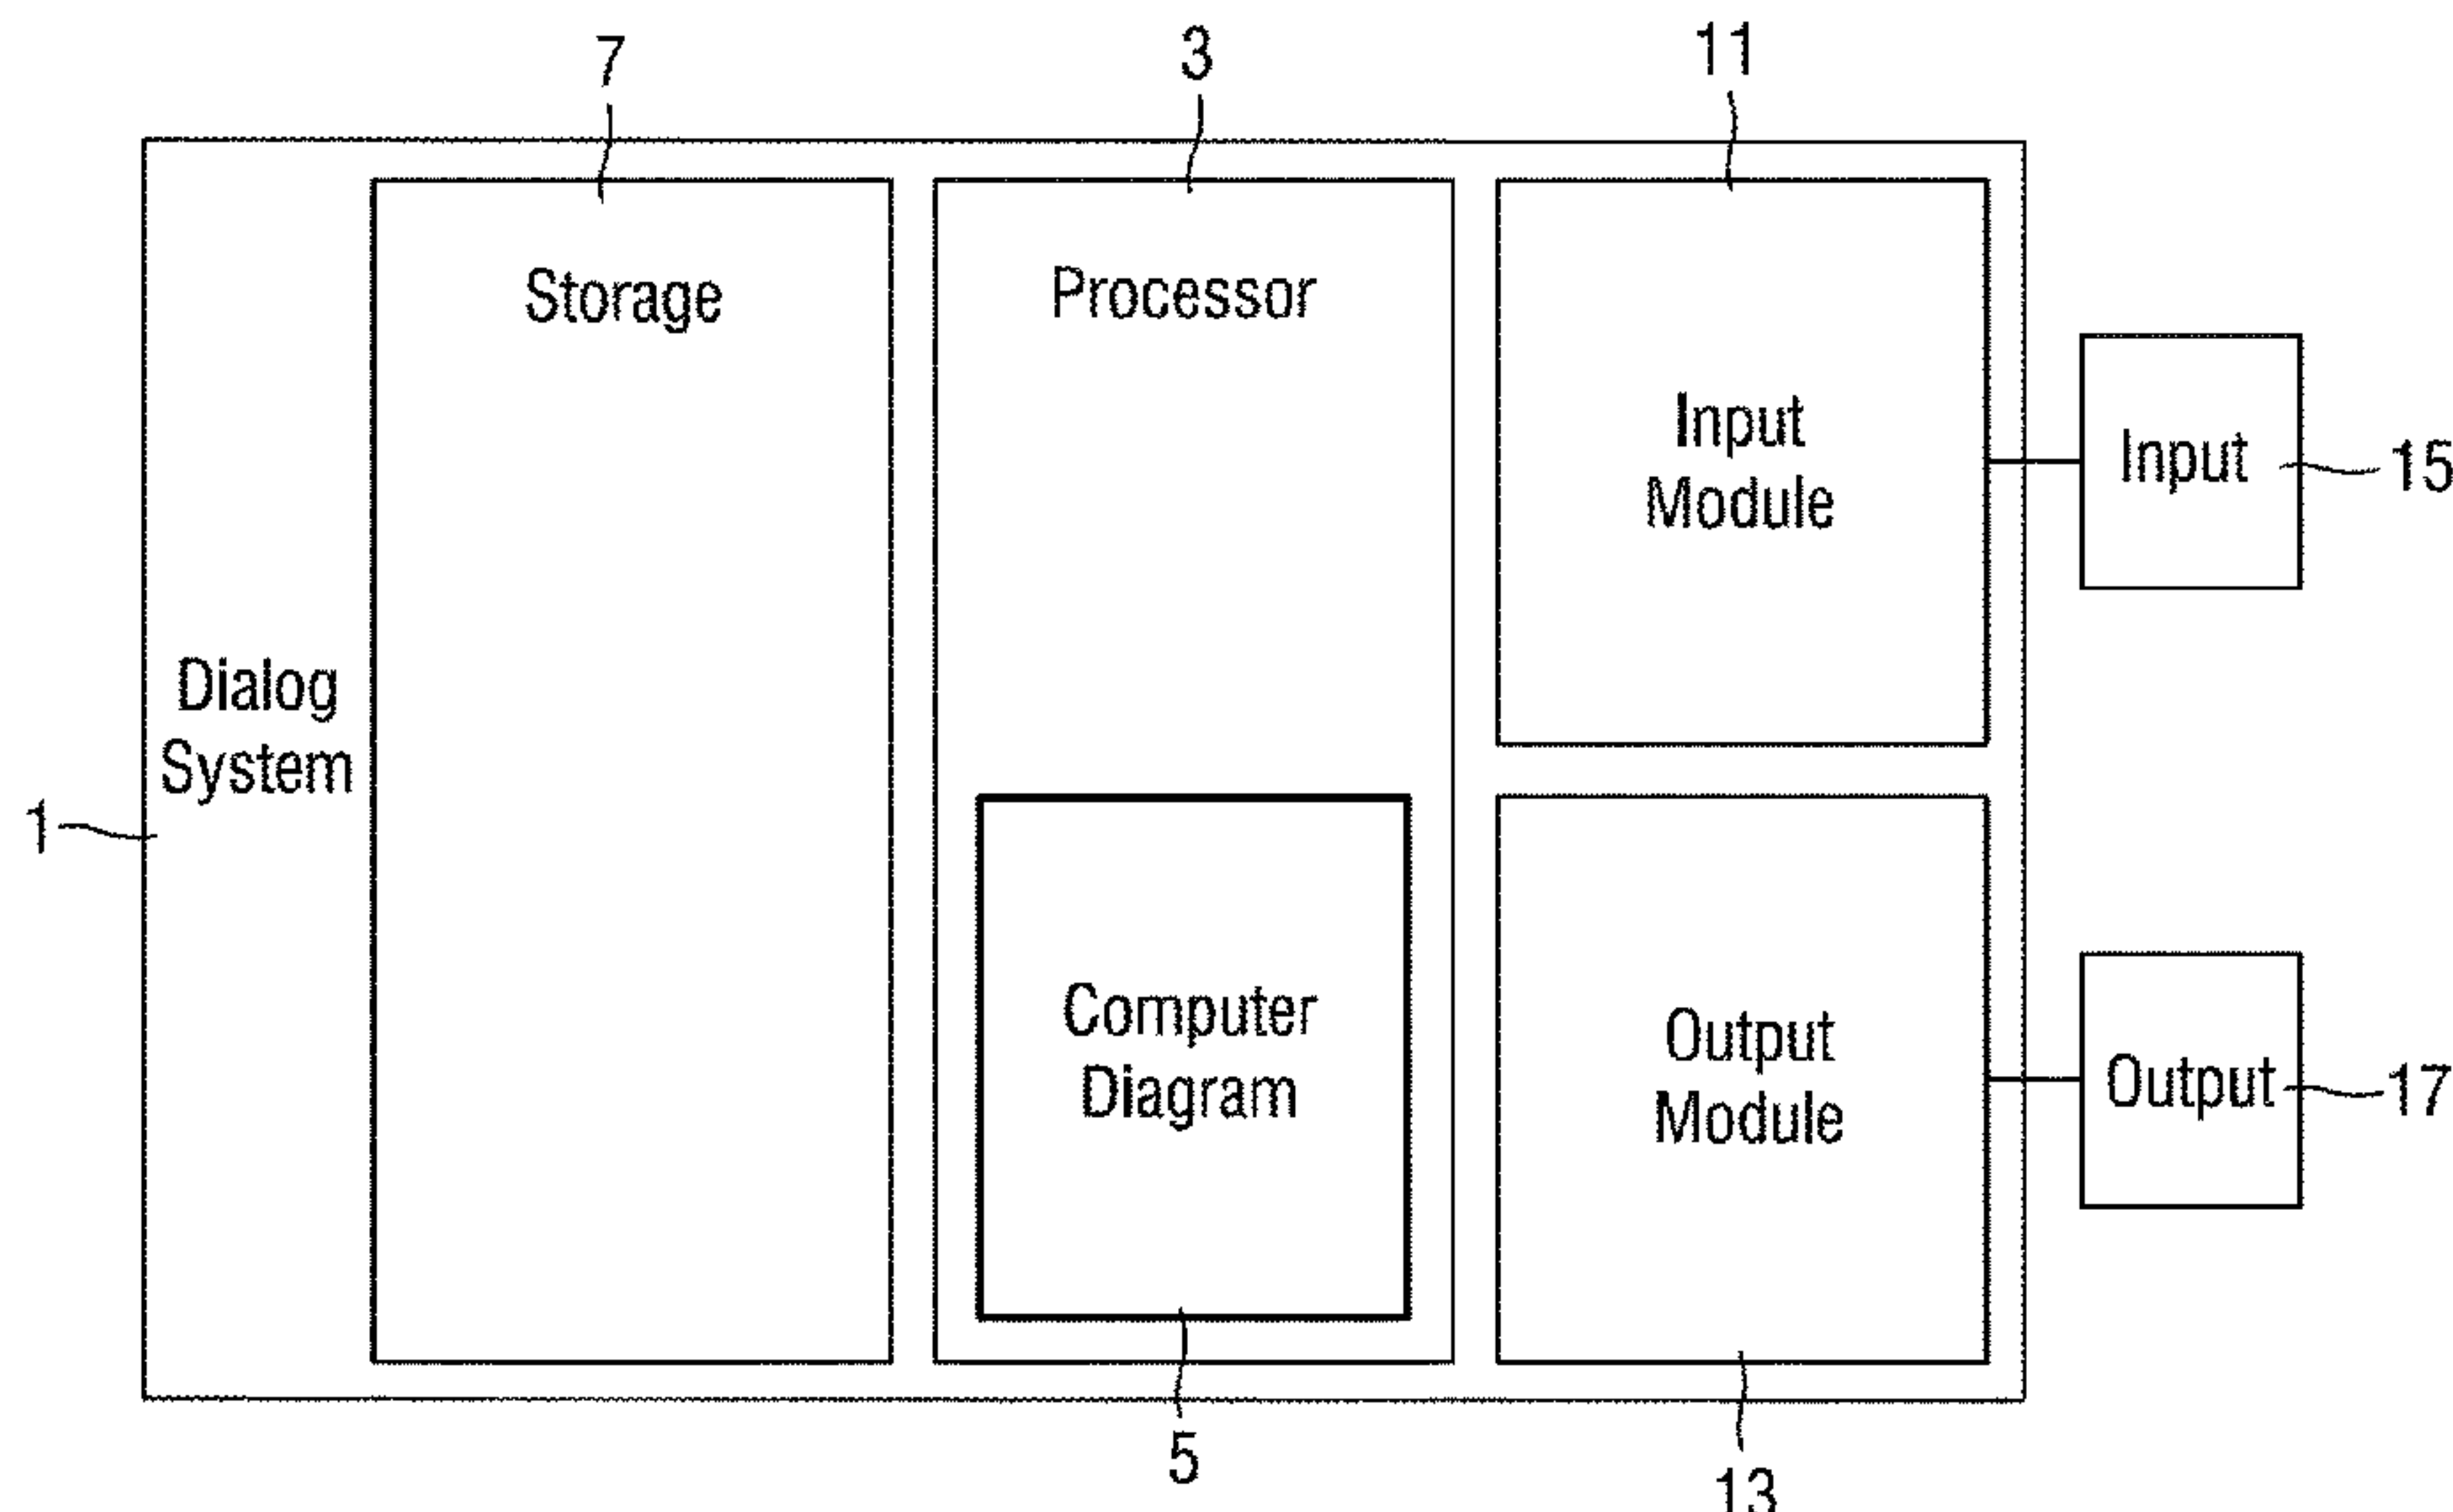 7
3
11
Storage
Processor
Input
Module
Input
15
Dialog
System
1
Computer
Diagram
Output
Module
Output
17
5
13